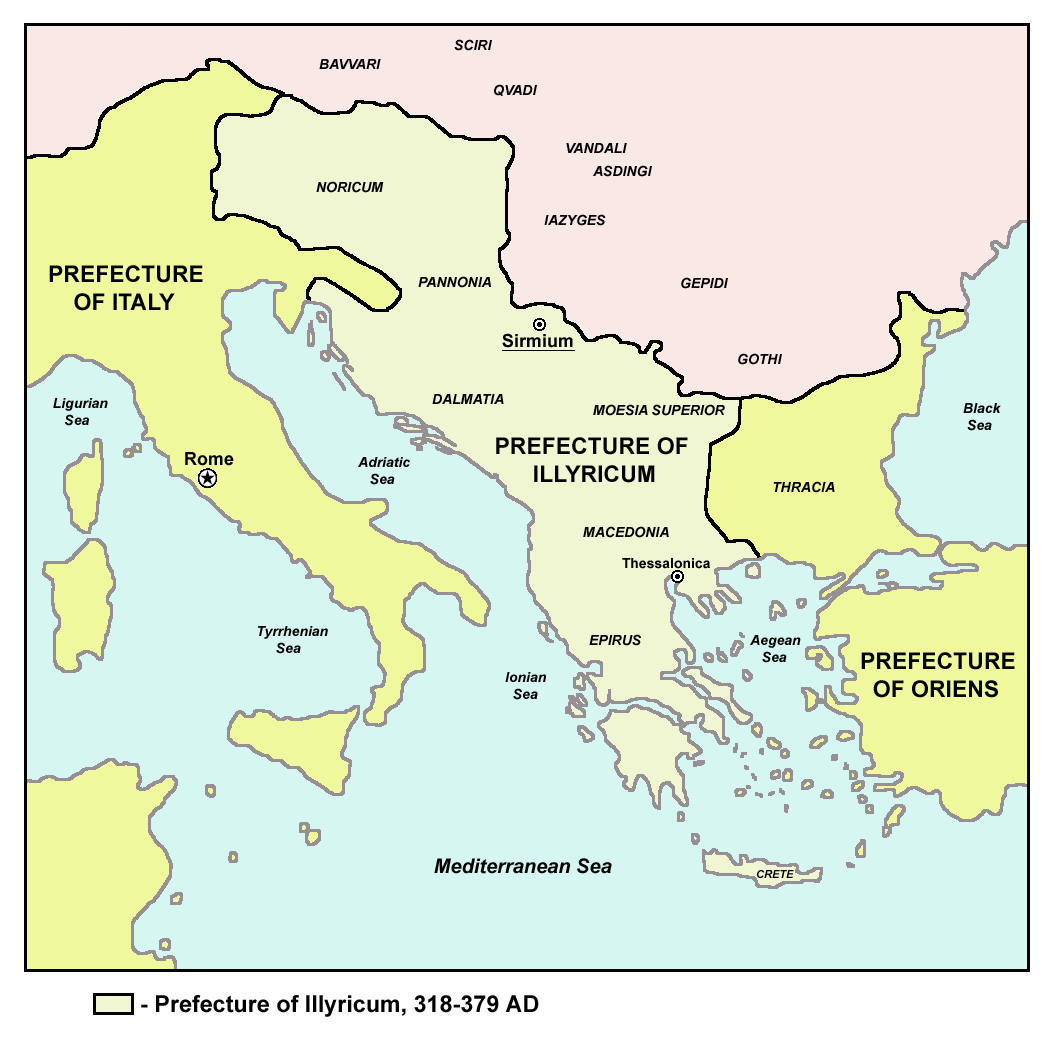 SCIRI
BAVVARI
QVADI
VANDALI
ASDINGI
NORICUM
IAZYGES
PREFECTURE
OF ITALY
PANNONIA
GEPIDI
Sirmium
GOTHI
Ligurian
Sea
DALMATIA
MOESIA SUPERIOR
Black
Sea
PREFECTURE OF
ILLYRICUM
Rome
Adriatic
Sea
THRACIA
MACEDONIA
Thessalonica
Tyrrhenian
Sea
EPIRUS
Aegean
Sea
PREFECTURE
OF ORIENS
Ionian
Sea
Mediterranean Sea
CRETE
- Prefecture of Illyricum, 318-379 AD